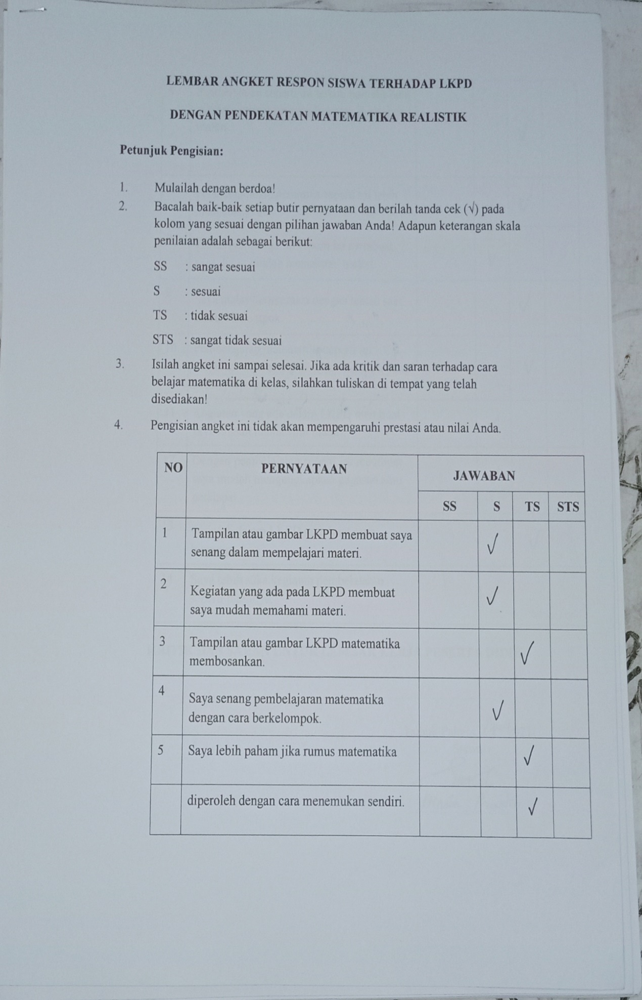 LEMBAR ANGKET RESPON SISWA TERHADAP LKPD
DENGAN PENDEKATAN MATEMATIKA REALISTIK
Petunjuk Pengisian:
1. Mulailah dengan berdoa!
2. Bacalah baik-baik setiap butir pernyataan dan berilah tanda cek (√) pada
kolom yang sesuai dengan pilihan jawaban Anda! Adapun keterangan skala
penilaian adalah sebagai berikut:
SS : sangat sesuai
S : sesuai
TS : tidak sesuai
STS : sangat tidak sesuai
3. Isilah angket ini sampai selesai. Jika ada kritik dan saran terhadap cara
belajar matematika di kelas, silahkan tuliskan di tempat yang telah
disediakan!
4. Pengisian angket ini tidak akan mempengaruhi prestasi atau nilai Anda.
NO PERNYATAAN JAWABAN
SS S TS STS
1 Tampilan atau gambar LKPD membuat saya √
senang dalam mempelajari materi.
2 Kegiatan yang ada pada LKPD membuat √
saya mudah memahami materi.
3 Tampilan atau gambar LKPD matematika √
membosankan.
4 Saya senang pembelajaran matematika √
dengan cara berkelompok.
5 Saya lebih paham jika rumus matematika √
diperoleh dengan cara menemukan sendiri. √